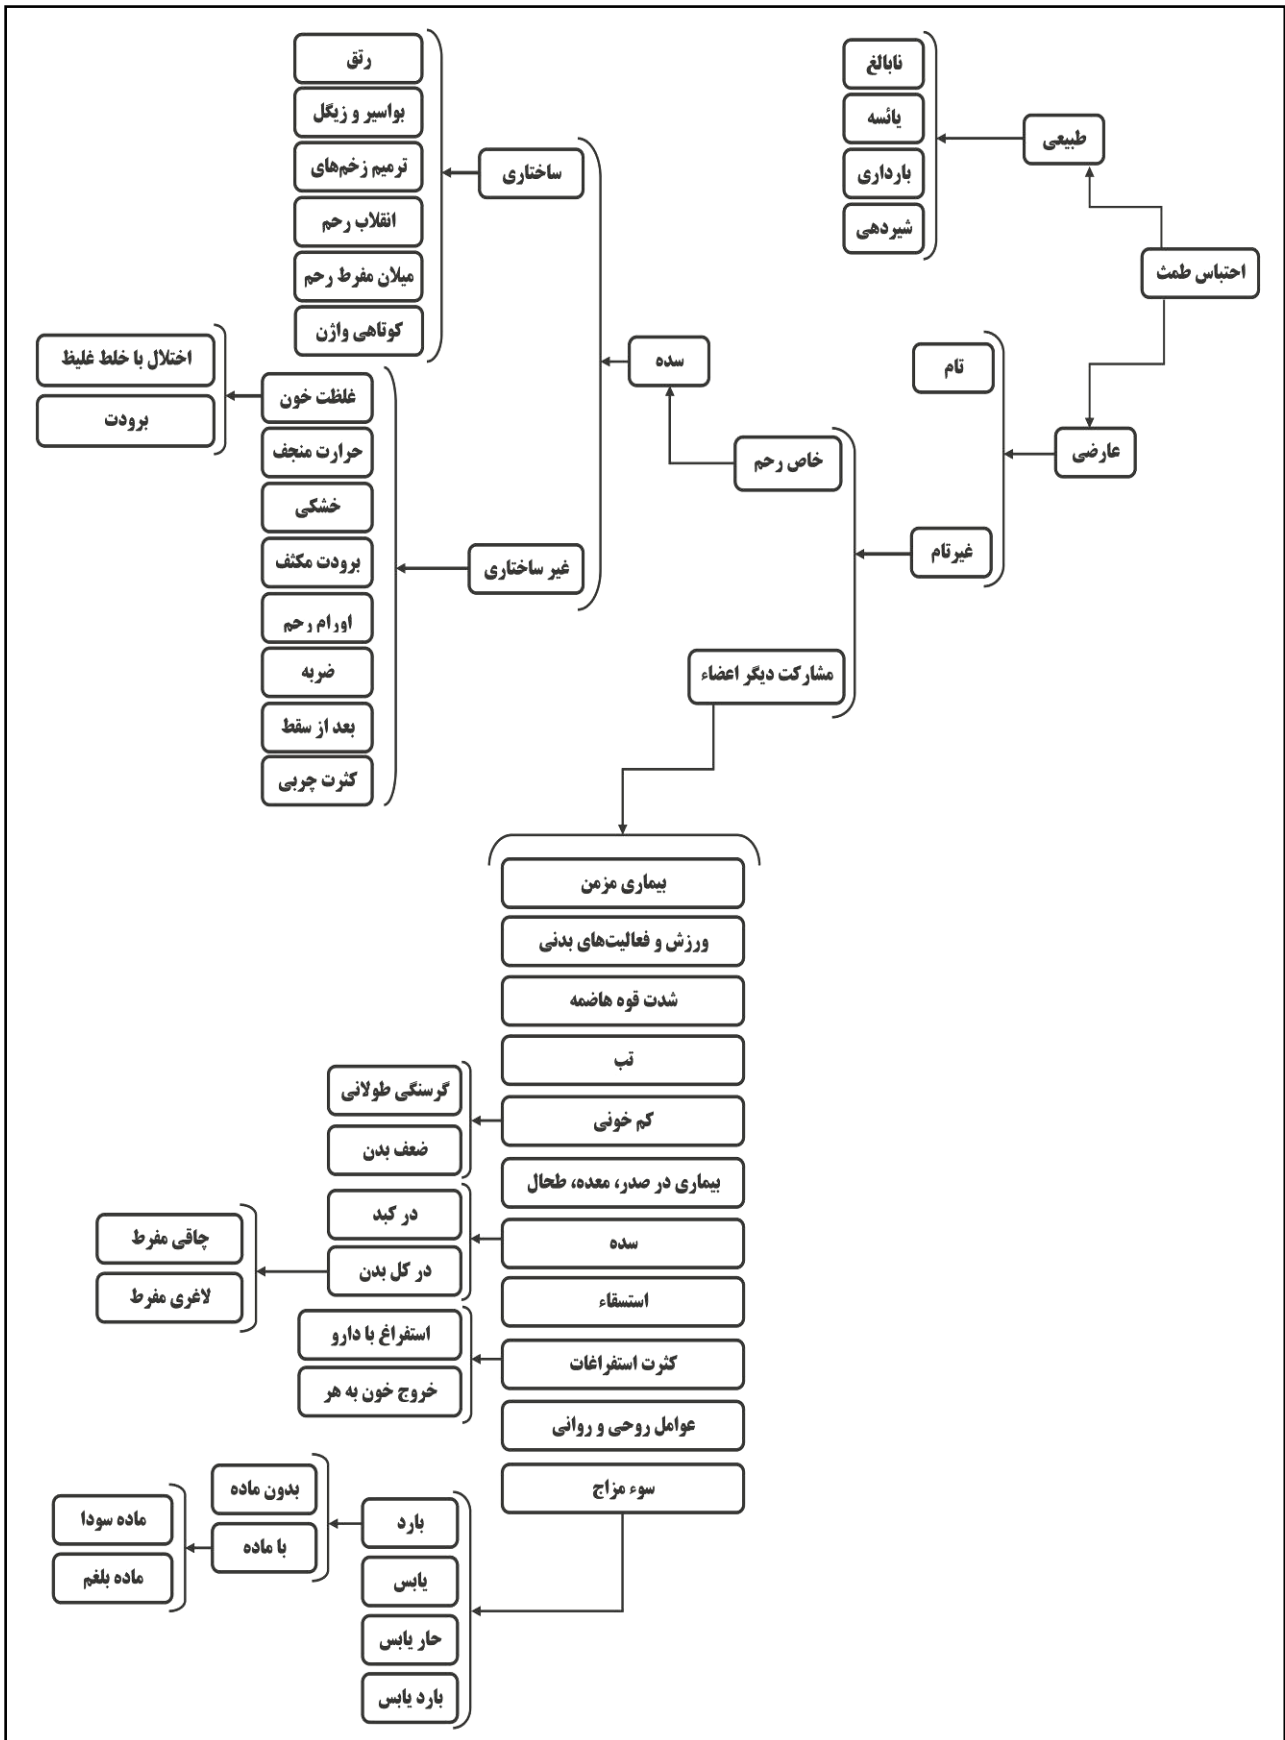 احتباس طمث
طبیعی
نابالغ
یائسه
بارداری
شیردهی
عارضی
تام
غیرتام
خاص رحم
سده
ساختاری
رتق
بواسیر و زیگل
ترمیم زخم‌های
انقلاب رحم
میلان مفرط رحم
کوتاهی واژن
غیر ساختاری
غلظت خون
اختلال با خلط غلیظ
برودت
حرارت منجف
خشکی
برودت مکثف
اورام رحم
ضربه
بعد از سقط
کثرت چربی
مشارکت دیگر اعضاء
بیماری مزمن
ورزش و فعالیت‌های بدنی
شدت قوه هاضمه
تب
کم خونی
گرسنگی طولانی
ضعف بدن
بیماری در صدر، معده، طحال
سده
در کبد
در کل بدن
چاقی مفرط
لاغری مفرط
استسقاء
کثرت استفراغات
استفراغ با دارو
خروج خون به هر
عوامل روحی و روانی
سوء مزاج
بارد
بدون ماده
با ماده
ماده سودا
ماده بلغم
یابس
حار یابس
بارد یابس